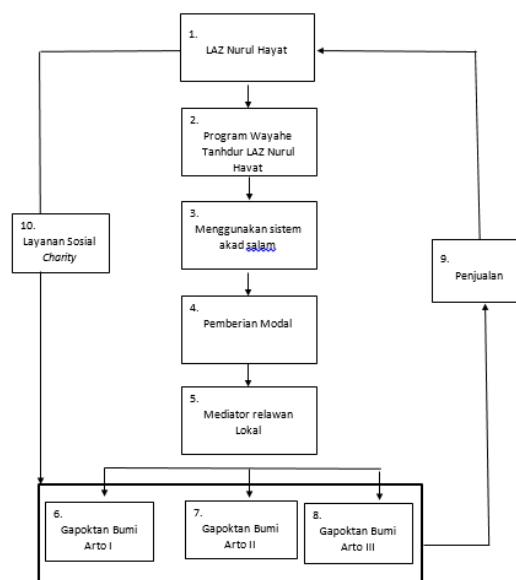 1.
LAZ Nurul Hayat
2.
Program Wayahe
Tanhdur LAZ Nurul
Hayat
3.
Menggunakan sistem
akad salam
4.
Pemberian Modal
5.
Mediator relawan
Lokal
6.
Gapoktan Bumi
Arto I
7.
Gapoktan Bumi
Arto II
8.
Gapoktan Bumi
Arto III
9.
Penjualan
10.
Layanan Sosial
Charity